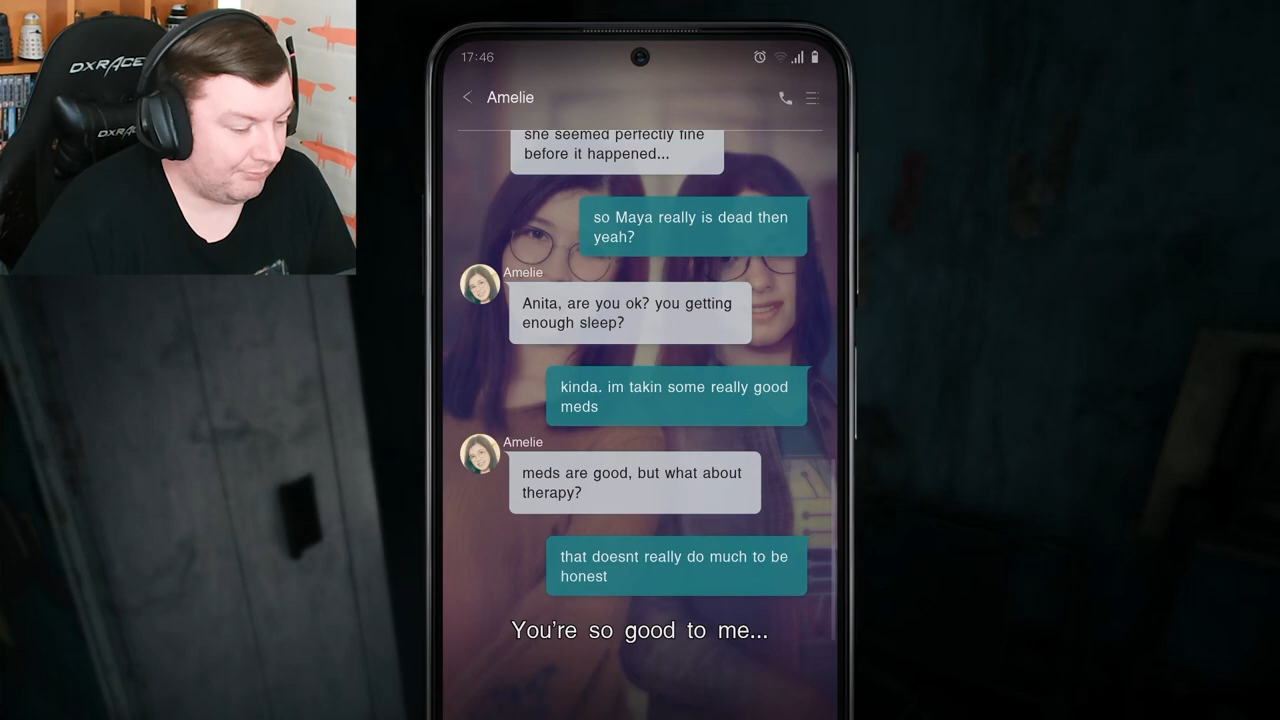 DXRACER
DXRA
17:46
Amelie
she seemed perfectly fine
before it happened...
so Maya really is dead then
yeah?
Amelie
Anita, are you ok? you getting
enough sleep?
kinda. im takin some really good
meds
Amelie
meds are good, but what about
therapy?
that doesnt really do much to be
honest
You're so good to me...